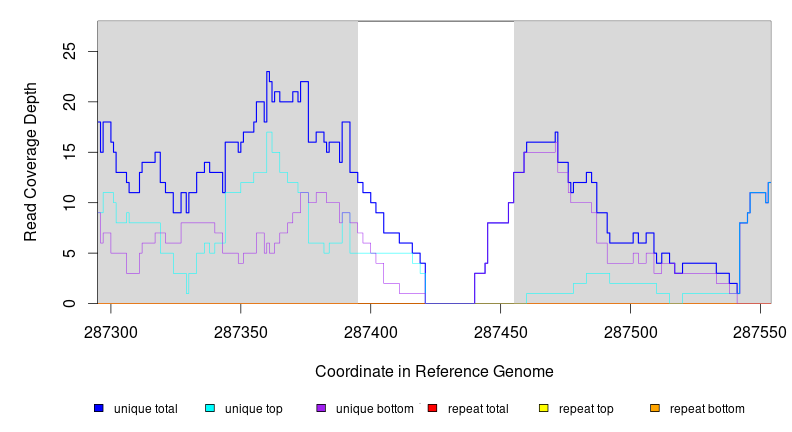 25
20
15
10
5
0
Read Coverage Depth
287300 287350 287400 287450 287500 287550
Coordinate in Reference Genome
unique total unique top unique bottom repeat total repeat top repeat bottom